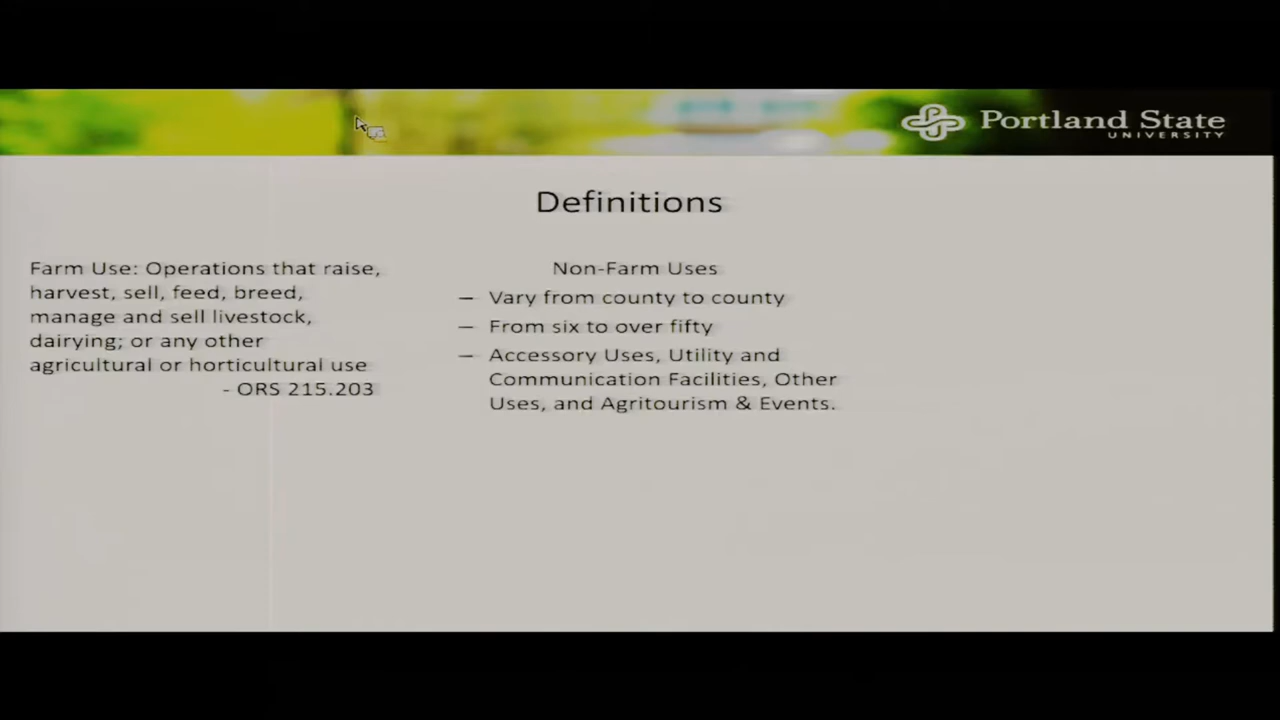 Portland State
UNIVERSITY
Definitions
Farm Use: Operations that raise,
harvest, sell, feed, breed,
manage and sell livestock,
dairying; or any other
agricultural or horticultural use
- ORS 215.203
Non-Farm Uses
– Vary from county to county
– From six to over fifty
– Accessory Uses, Utility and
Communication Facilities, Other
Uses, and Agritourism & Events.